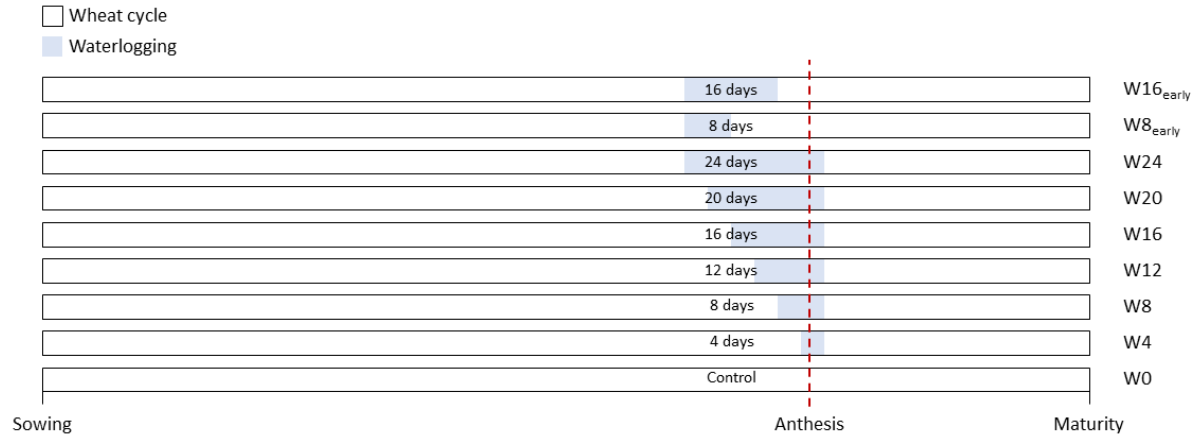 Wheat cycle
Waterlogging
16 days W16early
8 days W8early
24 days W24
20 days W20
16 days W16
12 days W12
8 days W8
4 days W4
Control W0
Sowing Anthesis Maturity